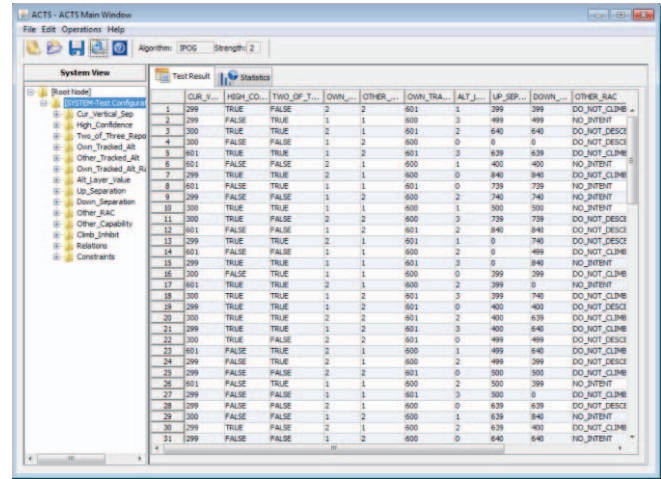 ACTS - ACTS Main Window
File Edit Operations Help
Algorithm: IPOG Strength: 2
System View
Test Result Statistics
[Root Node]
[SYSTEM-Test Configurat
Cur_Vertical_Sep
High_Confidence
Two_of_Three_Repo
Own_Tracked_Alt
Other_Tracked_Alt
Own_Tracked_Alt_Ra
Alt_Layer_Value
Up_Separation
Down_Separation
Other_RAC
Other_Capability
Climb_Inhibit
Relations
Constraints
CUR_V... HIGH_CO... TWO_OF_T... OWN_... OTHER_... OWN_TRA... ALT_L... UP_SEP... DOWN_... OTHER_RAC
1 299 TRUE FALSE 2 2 601 1 399 399 DO_NOT_CLIMB
2 299 FALSE TRUE 1 1 600 3 499 499 NO_INTENT
3 300 TRUE TRUE 2 1 601 2 640 640 DO_NOT_DESCE
4 300 FALSE FALSE 1 2 600 0 0 0 DO_NOT_DESCE
5 601 TRUE FALSE 1 2 601 3 639 639 DO_NOT_CLIMB
6 601 FALSE FALSE 2 1 600 1 400 400 NO_INTENT
7 299 TRUE FALSE 2 2 600 0 840 840 DO_NOT_CLIMB
8 601 FALSE TRUE 1 1 601 0 739 739 NO_INTENT
9 299 FALSE FALSE 1 2 600 2 740 740 NO_INTENT
10 300 TRUE TRUE 1 1 600 1 500 500 NO_INTENT
11 300 TRUE FALSE 2 2 600 3 739 739 DO_NOT_DESCE
12 601 FALSE TRUE 1 2 601 2 840 840 DO_NOT_DESCE
13 299 TRUE TRUE 2 1 601 1 0 740 DO_NOT_DESCE
14 601 FALSE TRUE 1 1 600 2 0 499 DO_NOT_CLIMB
15 299 TRUE FALSE 1 1 601 3 0 840 NO_INTENT
16 300 FALSE TRUE 1 1 600 0 399 399 DO_NOT_CLIMB
17 601 TRUE FALSE 2 1 601 2 399 0 NO_INTENT
18 300 TRUE FALSE 1 2 601 3 399 740 DO_NOT_CLIMB
19 299 TRUE FALSE 2 2 600 0 400 400 DO_NOT_DESCE
20 300 FALSE TRUE 2 2 601 2 400 639 DO_NOT_CLIMB
21 299 TRUE TRUE 1 2 601 3 400 640 DO_NOT_CLIMB
22 300 TRUE FALSE 2 2 601 0 499 499 DO_NOT_DESCE
23 601 FALSE FALSE 2 1 600 1 499 640 DO_NOT_CLIMB
24 299 TRUE FALSE 2 1 600 2 499 399 DO_NOT_DESCE
25 299 FALSE FALSE 2 2 601 0 500 500 DO_NOT_CLIMB
26 601 FALSE TRUE 1 1 600 2 500 399 NO_INTENT
27 299 FALSE FALSE 1 1 601 3 500 0 DO_NOT_CLIMB
28 299 TRUE FALSE 2 2 600 0 639 639 DO_NOT_DESCE
29 300 FALSE FALSE 1 2 600 1 639 840 NO_INTENT
30 299 TRUE FALSE 2 1 601 2 639 400 DO_NOT_CLIMB
31 299 FALSE FALSE 1 2 600 0 640 640 NO_INTENT